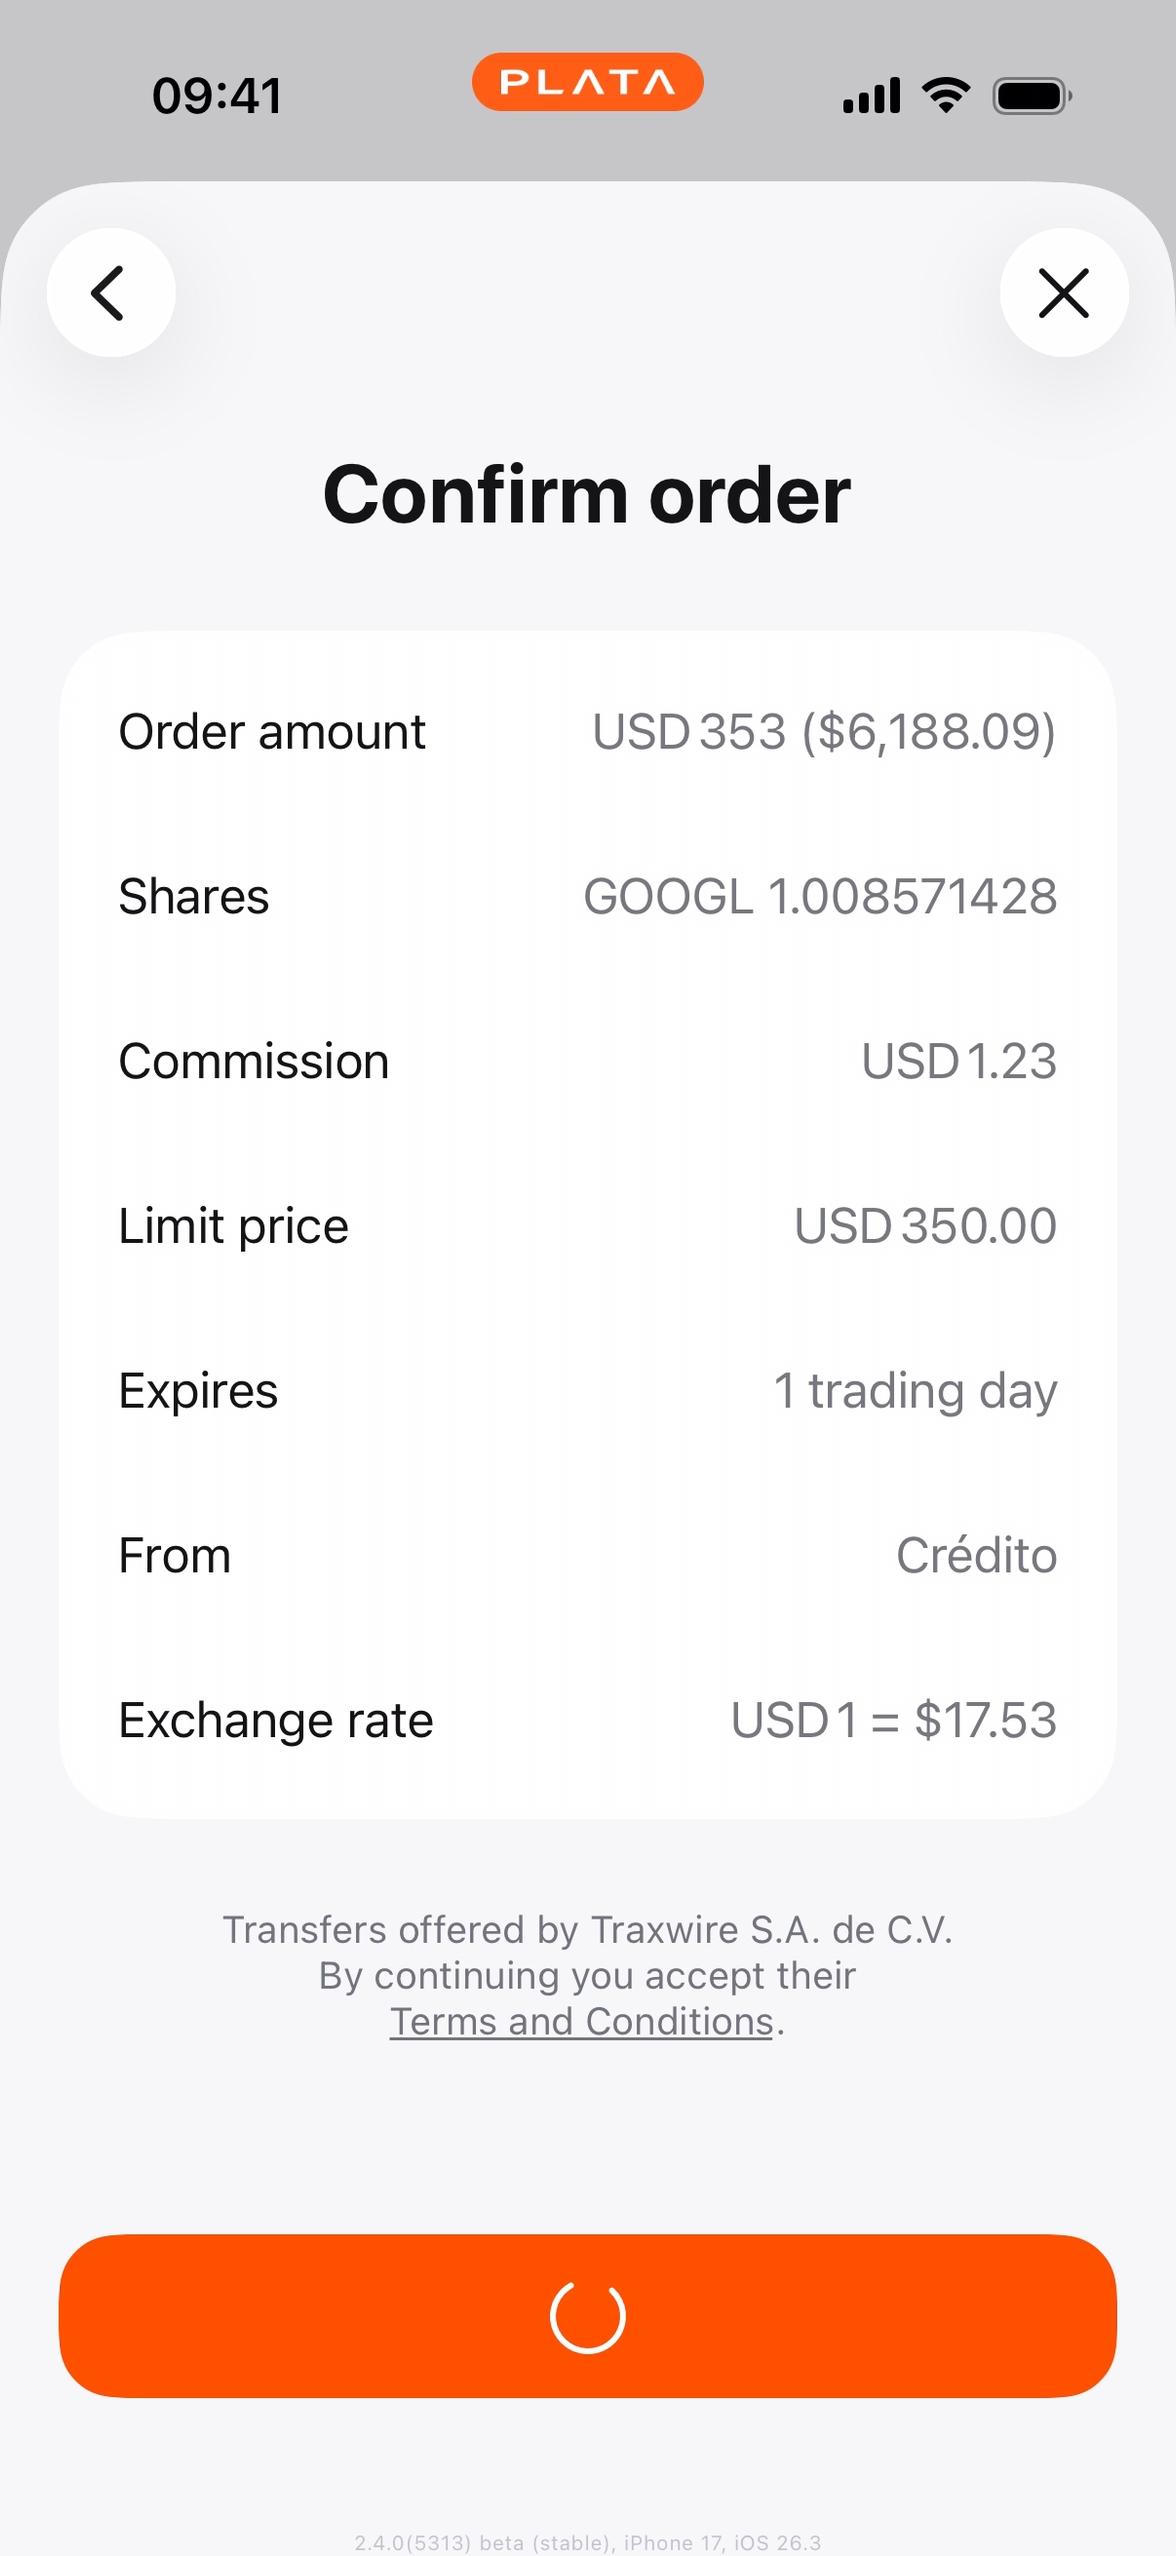 09:41
PLATA
Confirm order
Order amount USD 353 ($6,188.09)
Shares GOOGL 1.008571428
Commission USD 1.23
Limit price USD 350.00
Expires 1 trading day
From Crédito
Exchange rate USD 1 = $17.53
Transfers offered by Traxwire S.A. de C.V.
By continuing you accept their
Terms and Conditions.
2.4.0(5313) beta (stable), iPhone 17, iOS 26.3